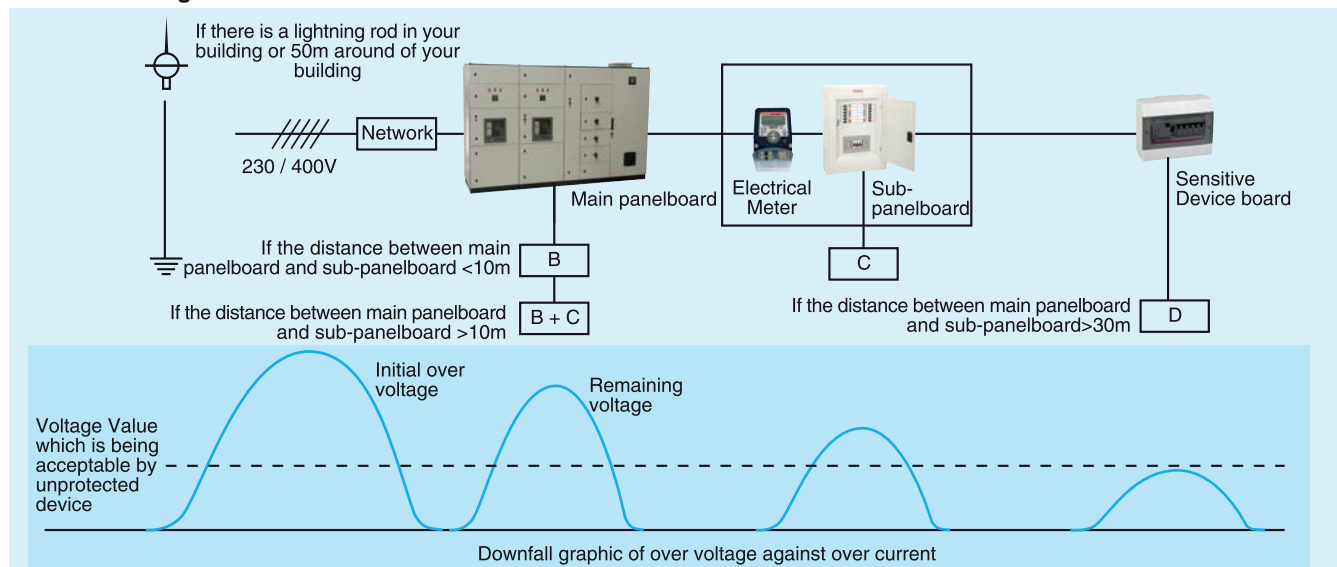 If there is a lightning rod in your
building or 50m around of your
building
Network
230 / 400V
Main panelboard
Electrical
Meter
Sub-
panelboard
Sensitive
Device board
If the distance between main
panelboard and sub-panelboard <10m
B
C
If the distance between main panelboard
and sub-panelboard >10m
B + C
If the distance between main panelboard
and sub-panelboard>30m
D
Initial over
voltage
Remaining
voltage
Voltage Value
which is being
acceptable by
unprotected
device
Downfall graphic of over voltage against over current